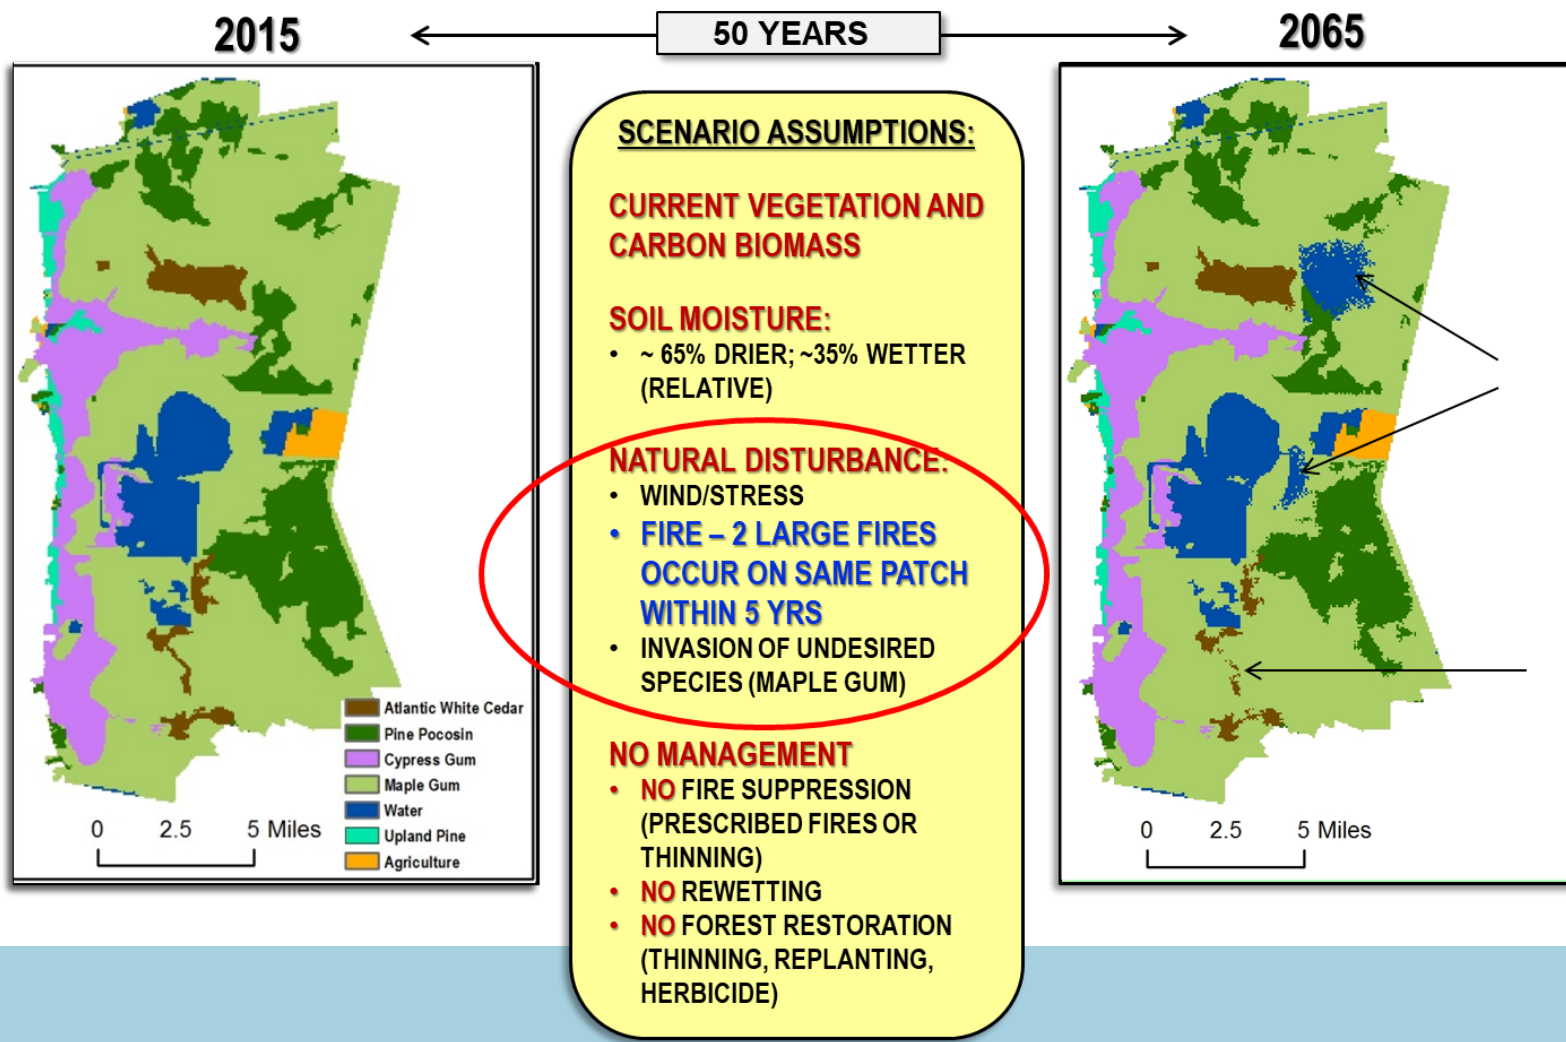 2015
50 YEARS
2065
SCENARIO ASSUMPTIONS:
CURRENT VEGETATION AND
CARBON BIOMASS
SOIL MOISTURE:
• ~ 65% DRIER; ~35% WETTER
(RELATIVE)
NATURAL DISTURBANCE:
• WIND/STRESS
• FIRE – 2 LARGE FIRES
OCCUR ON SAME PATCH
WITHIN 5 YRS
• INVASION OF UNDESIRED
SPECIES (MAPLE GUM)
NO MANAGEMENT
• NO FIRE SUPPRESSION
(PRESCRIBED FIRES OR
THINNING)
• NO REWETTING
• NO FOREST RESTORATION
(THINNING, REPLANTING,
HERBICIDE)
Atlantic White Cedar
Pine Pocosin
Cypress Gum
Maple Gum
Water
Upland Pine
Agriculture
0 2.5 5 Miles
0 2.5 5 Miles